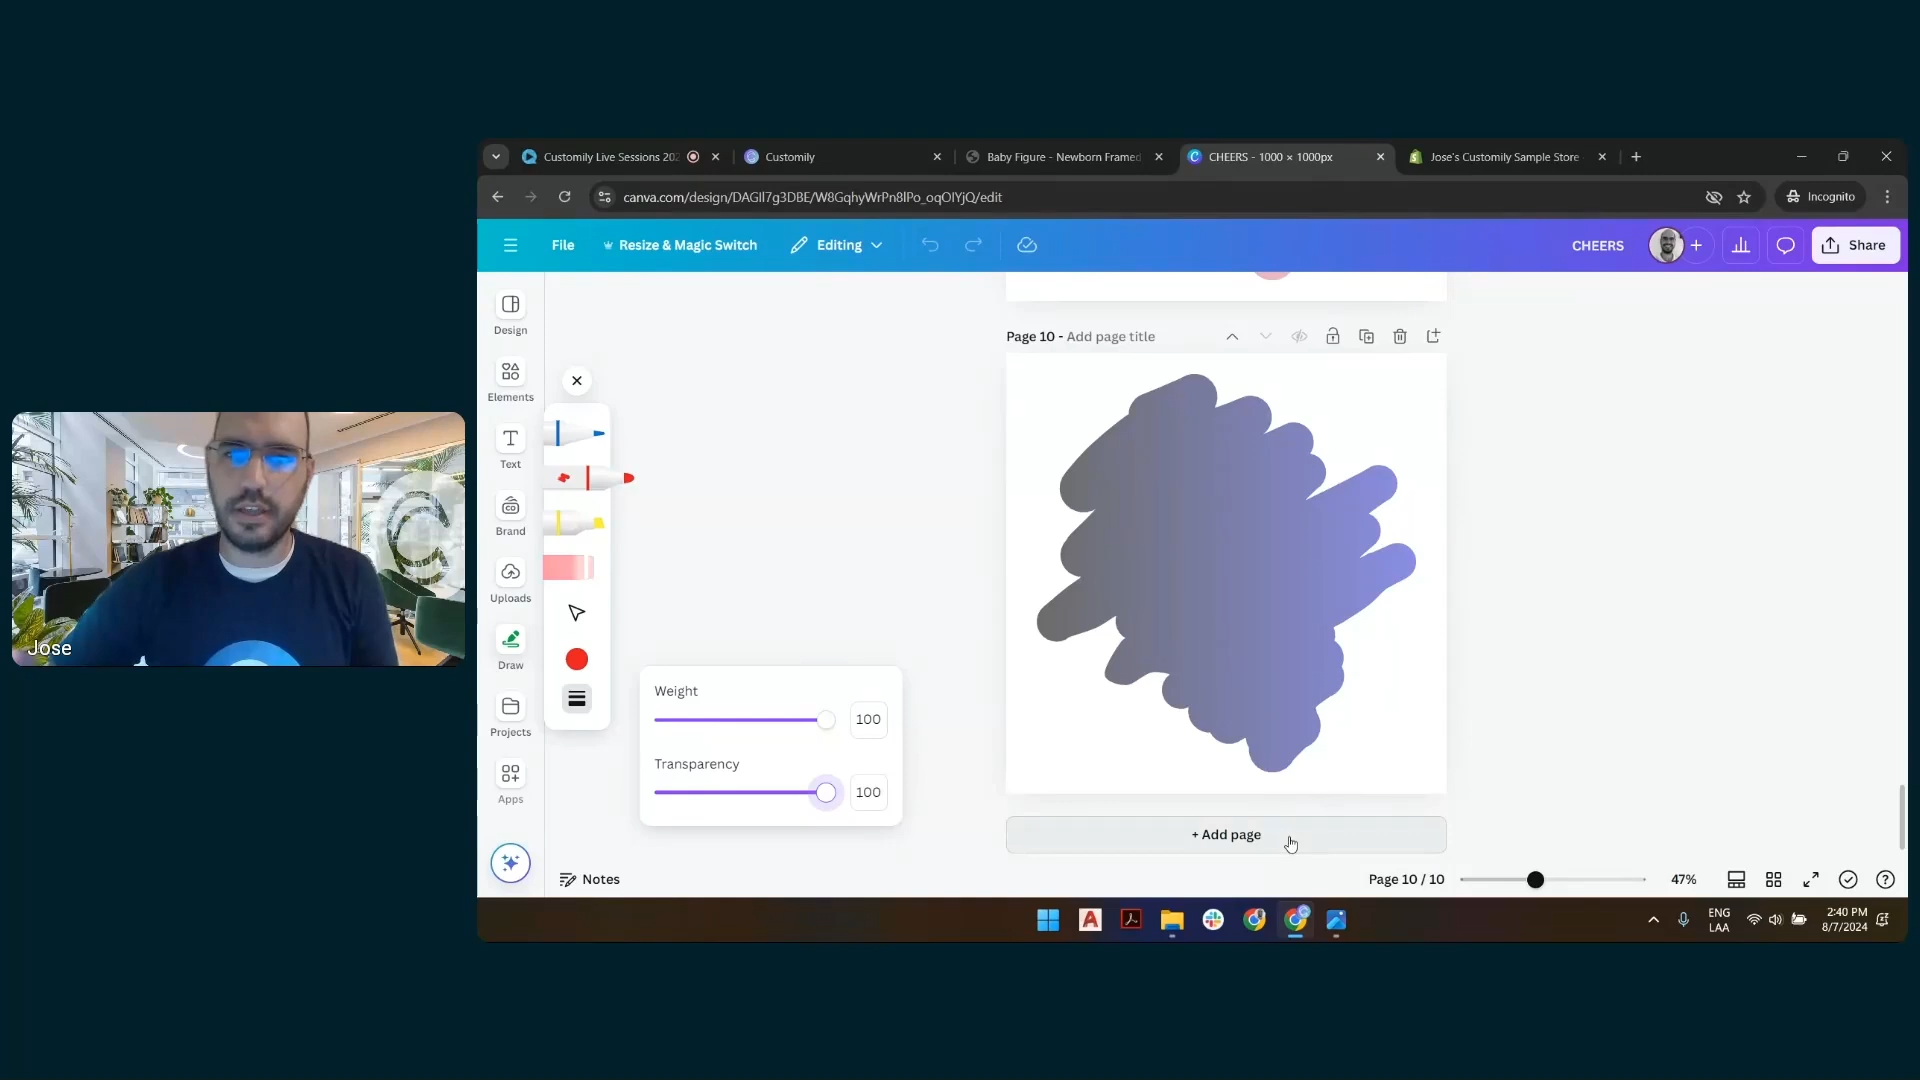 Customily Live Sessions 202
Customily
Baby Figure - Newborn Framed
CHEERS - 1000 × 1000px
Jose's Customily Sample Store
canva.com/design/DAGIl7g3DBE/W8GqhyWrPn8lPo_oqOlYjQ/edit
Incognito
File
Resize & Magic Switch
Editing
CHEERS
Share
Design
Elements
Text
Brand
Uploads
Draw
Projects
Apps
Page 10 - Add page title
Weight
100
Transparency
100
+ Add page
Notes
Page 10 / 10
47%
Jose
ENG
LAA
2:40 PM
8/7/2024